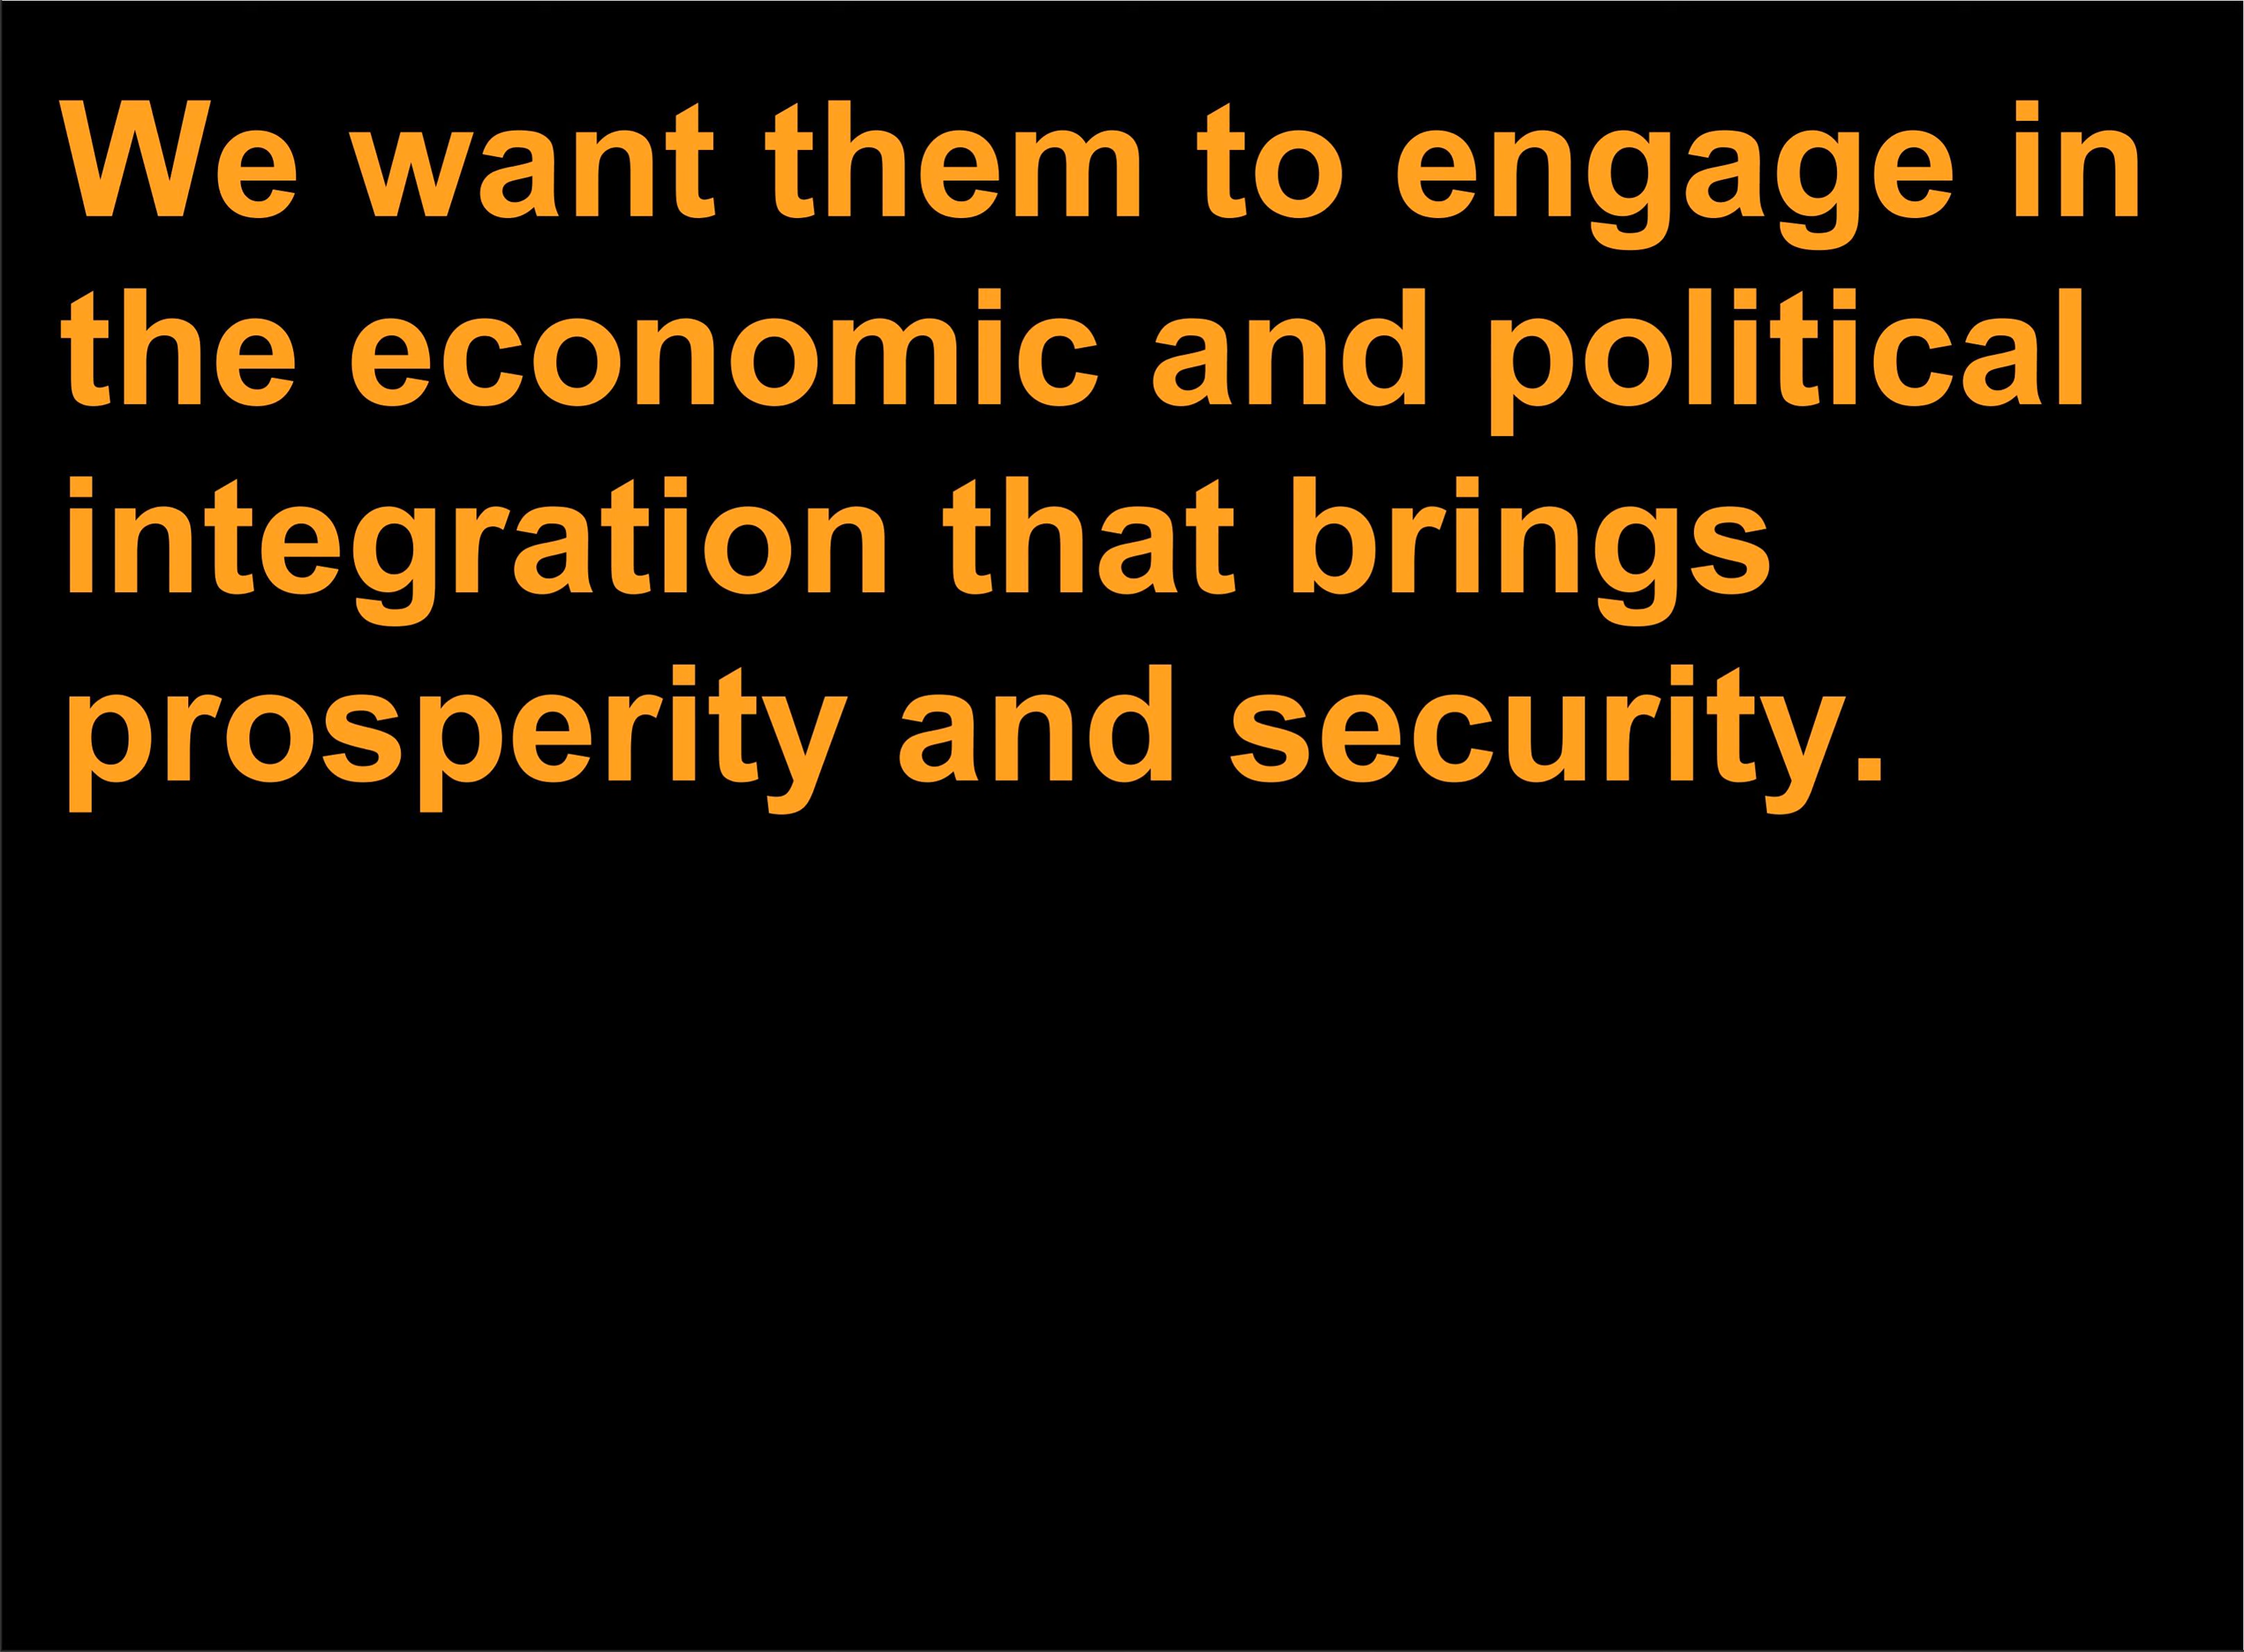 We want them to engage in
the economic and political
integration that brings
prosperity and security.